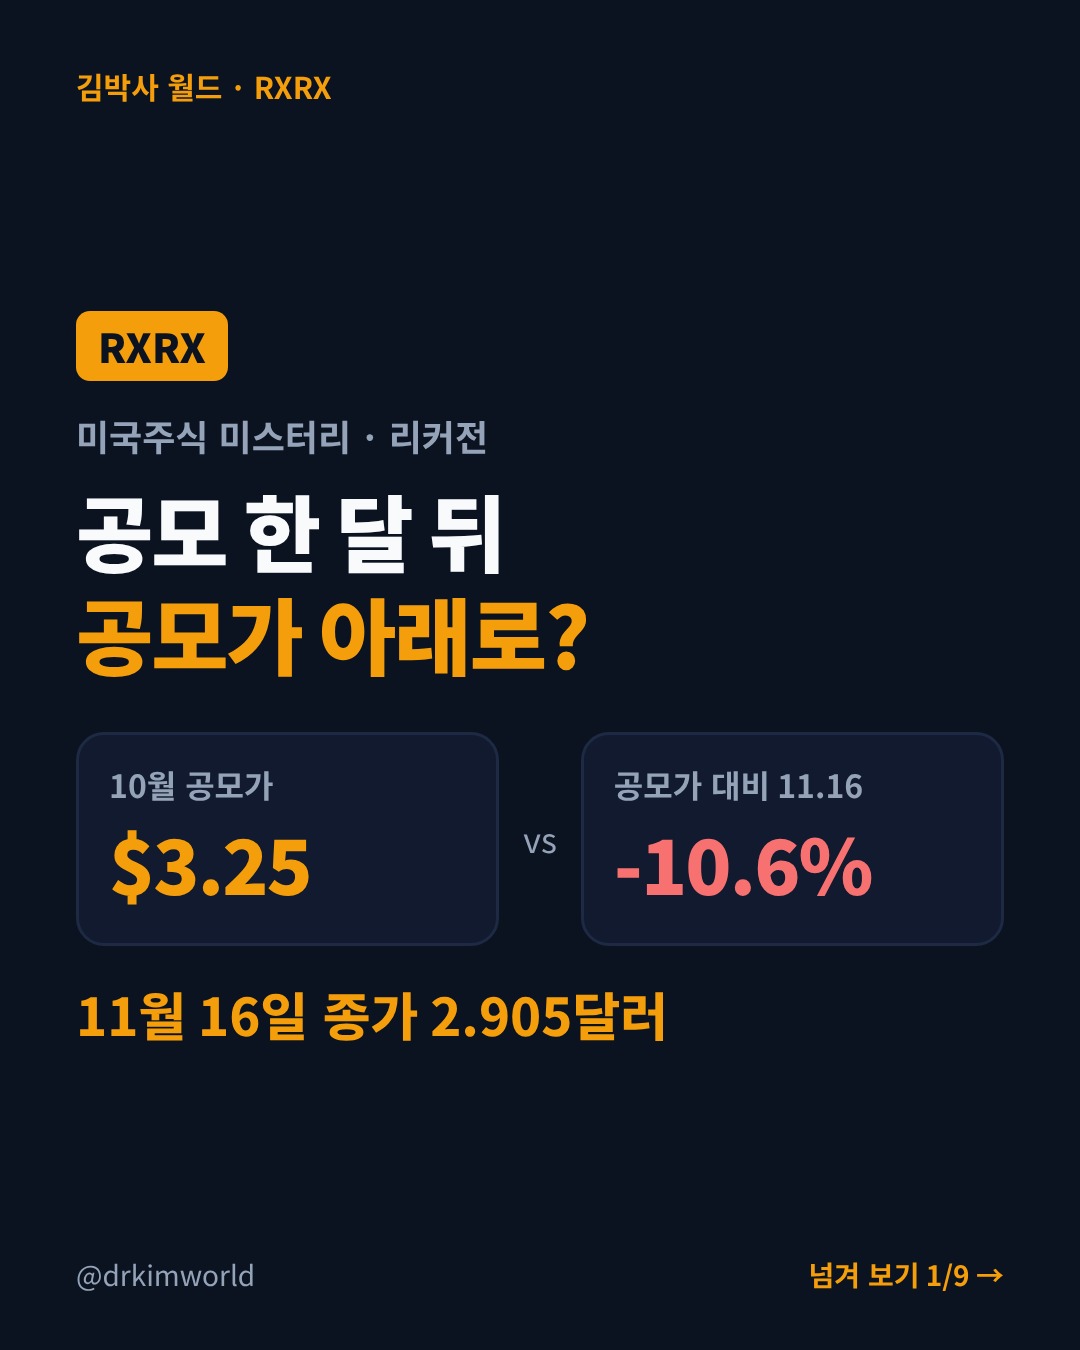 김박사 월드 · RXRX
RXRX
미국주식 미스터리 · 리커전
공모 한 달 뒤
공모가 아래로?
10월 공모가
$3.25
vs
공모가 대비 11.16
-10.6%
11월 16일 종가 2.905달러
@drkimworld
넘겨 보기 1/9 →